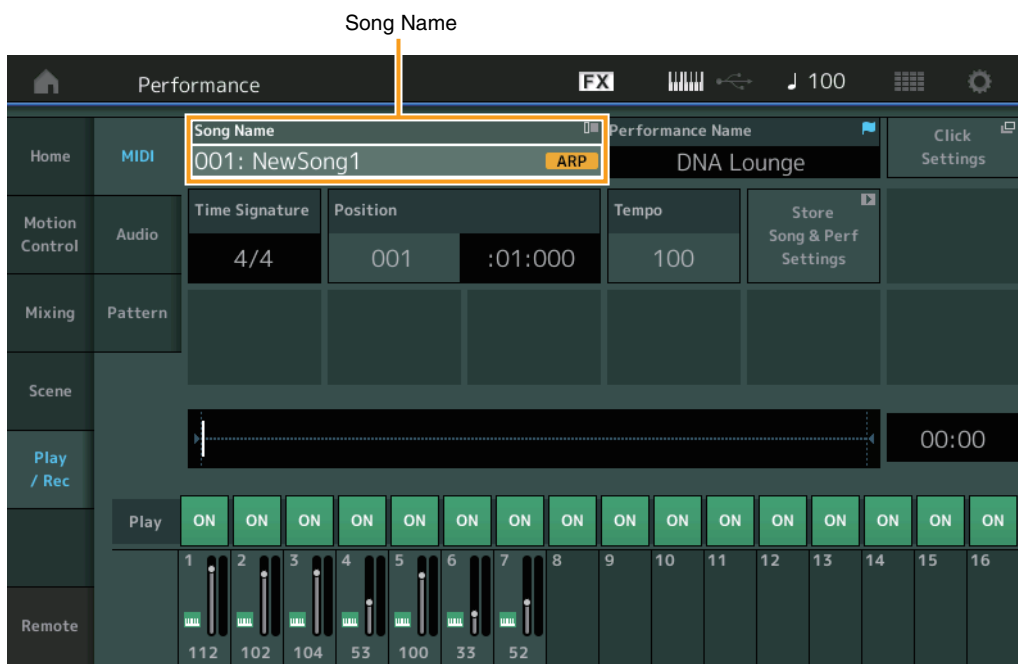 Song Name
Performance
FX
♩ 100
Song Name
Performance Name
Click
Settings
001: NewSong1
ARP
DNA Lounge
Home
MIDI
Motion
Control
Audio
Time Signature
Position
Tempo
Store
Song & Perf
Settings
4/4
001
:01:000
100
Mixing
Pattern
Scene
Play
/ Rec
00:00
Play
ON ON ON ON ON ON ON ON ON ON ON ON ON ON ON ON
1 2 3 4 5 6 7 8 9 10 11 12 13 14 15 16
Remote
112 102 104 53 100 33 52